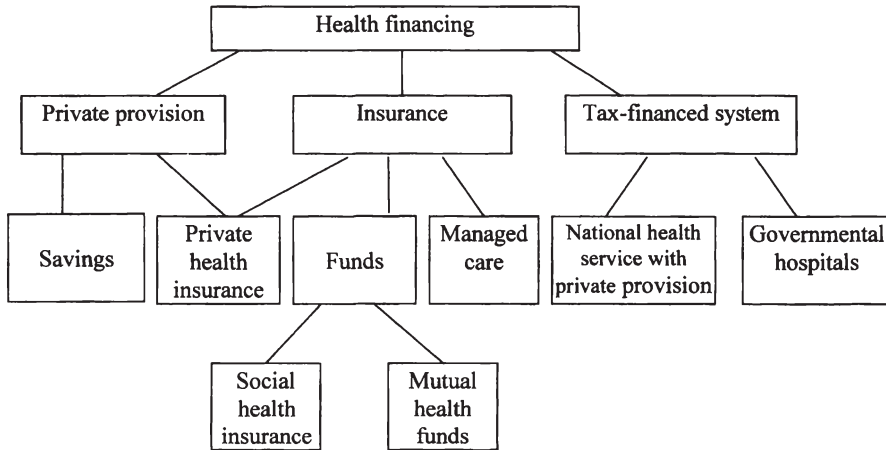 Health financing
Private provision
Insurance
Tax-financed system
Savings
Private
health
insurance
Funds
Managed
care
National health
service with
private provision
Governmental
hospitals
Social
health
insurance
Mutual
health
funds